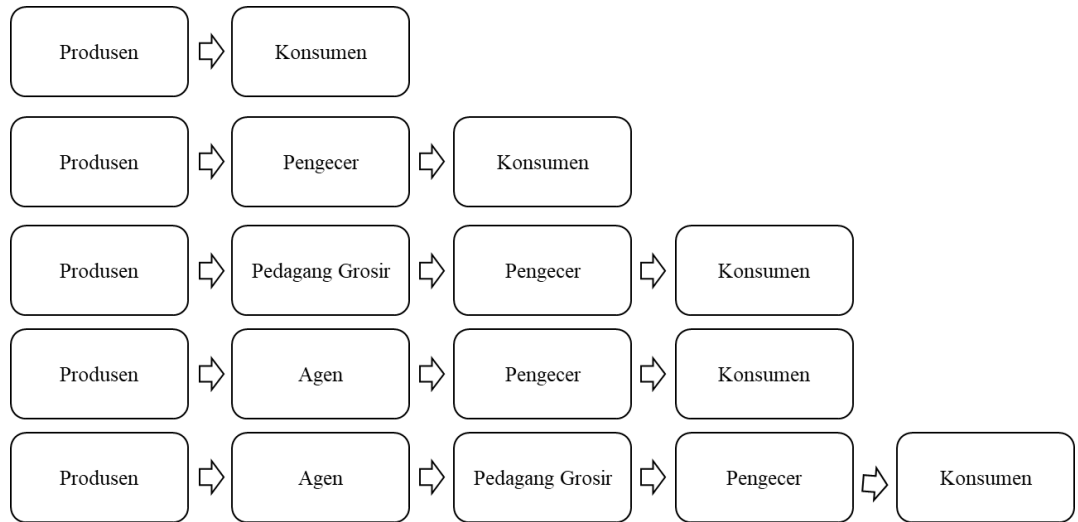 Produsen Konsumen
Produsen Pengecer Konsumen
Produsen Pedagang Grosir Pengecer Konsumen
Produsen Agen Pengecer Konsumen
Produsen Agen Pedagang Grosir Pengecer Konsumen